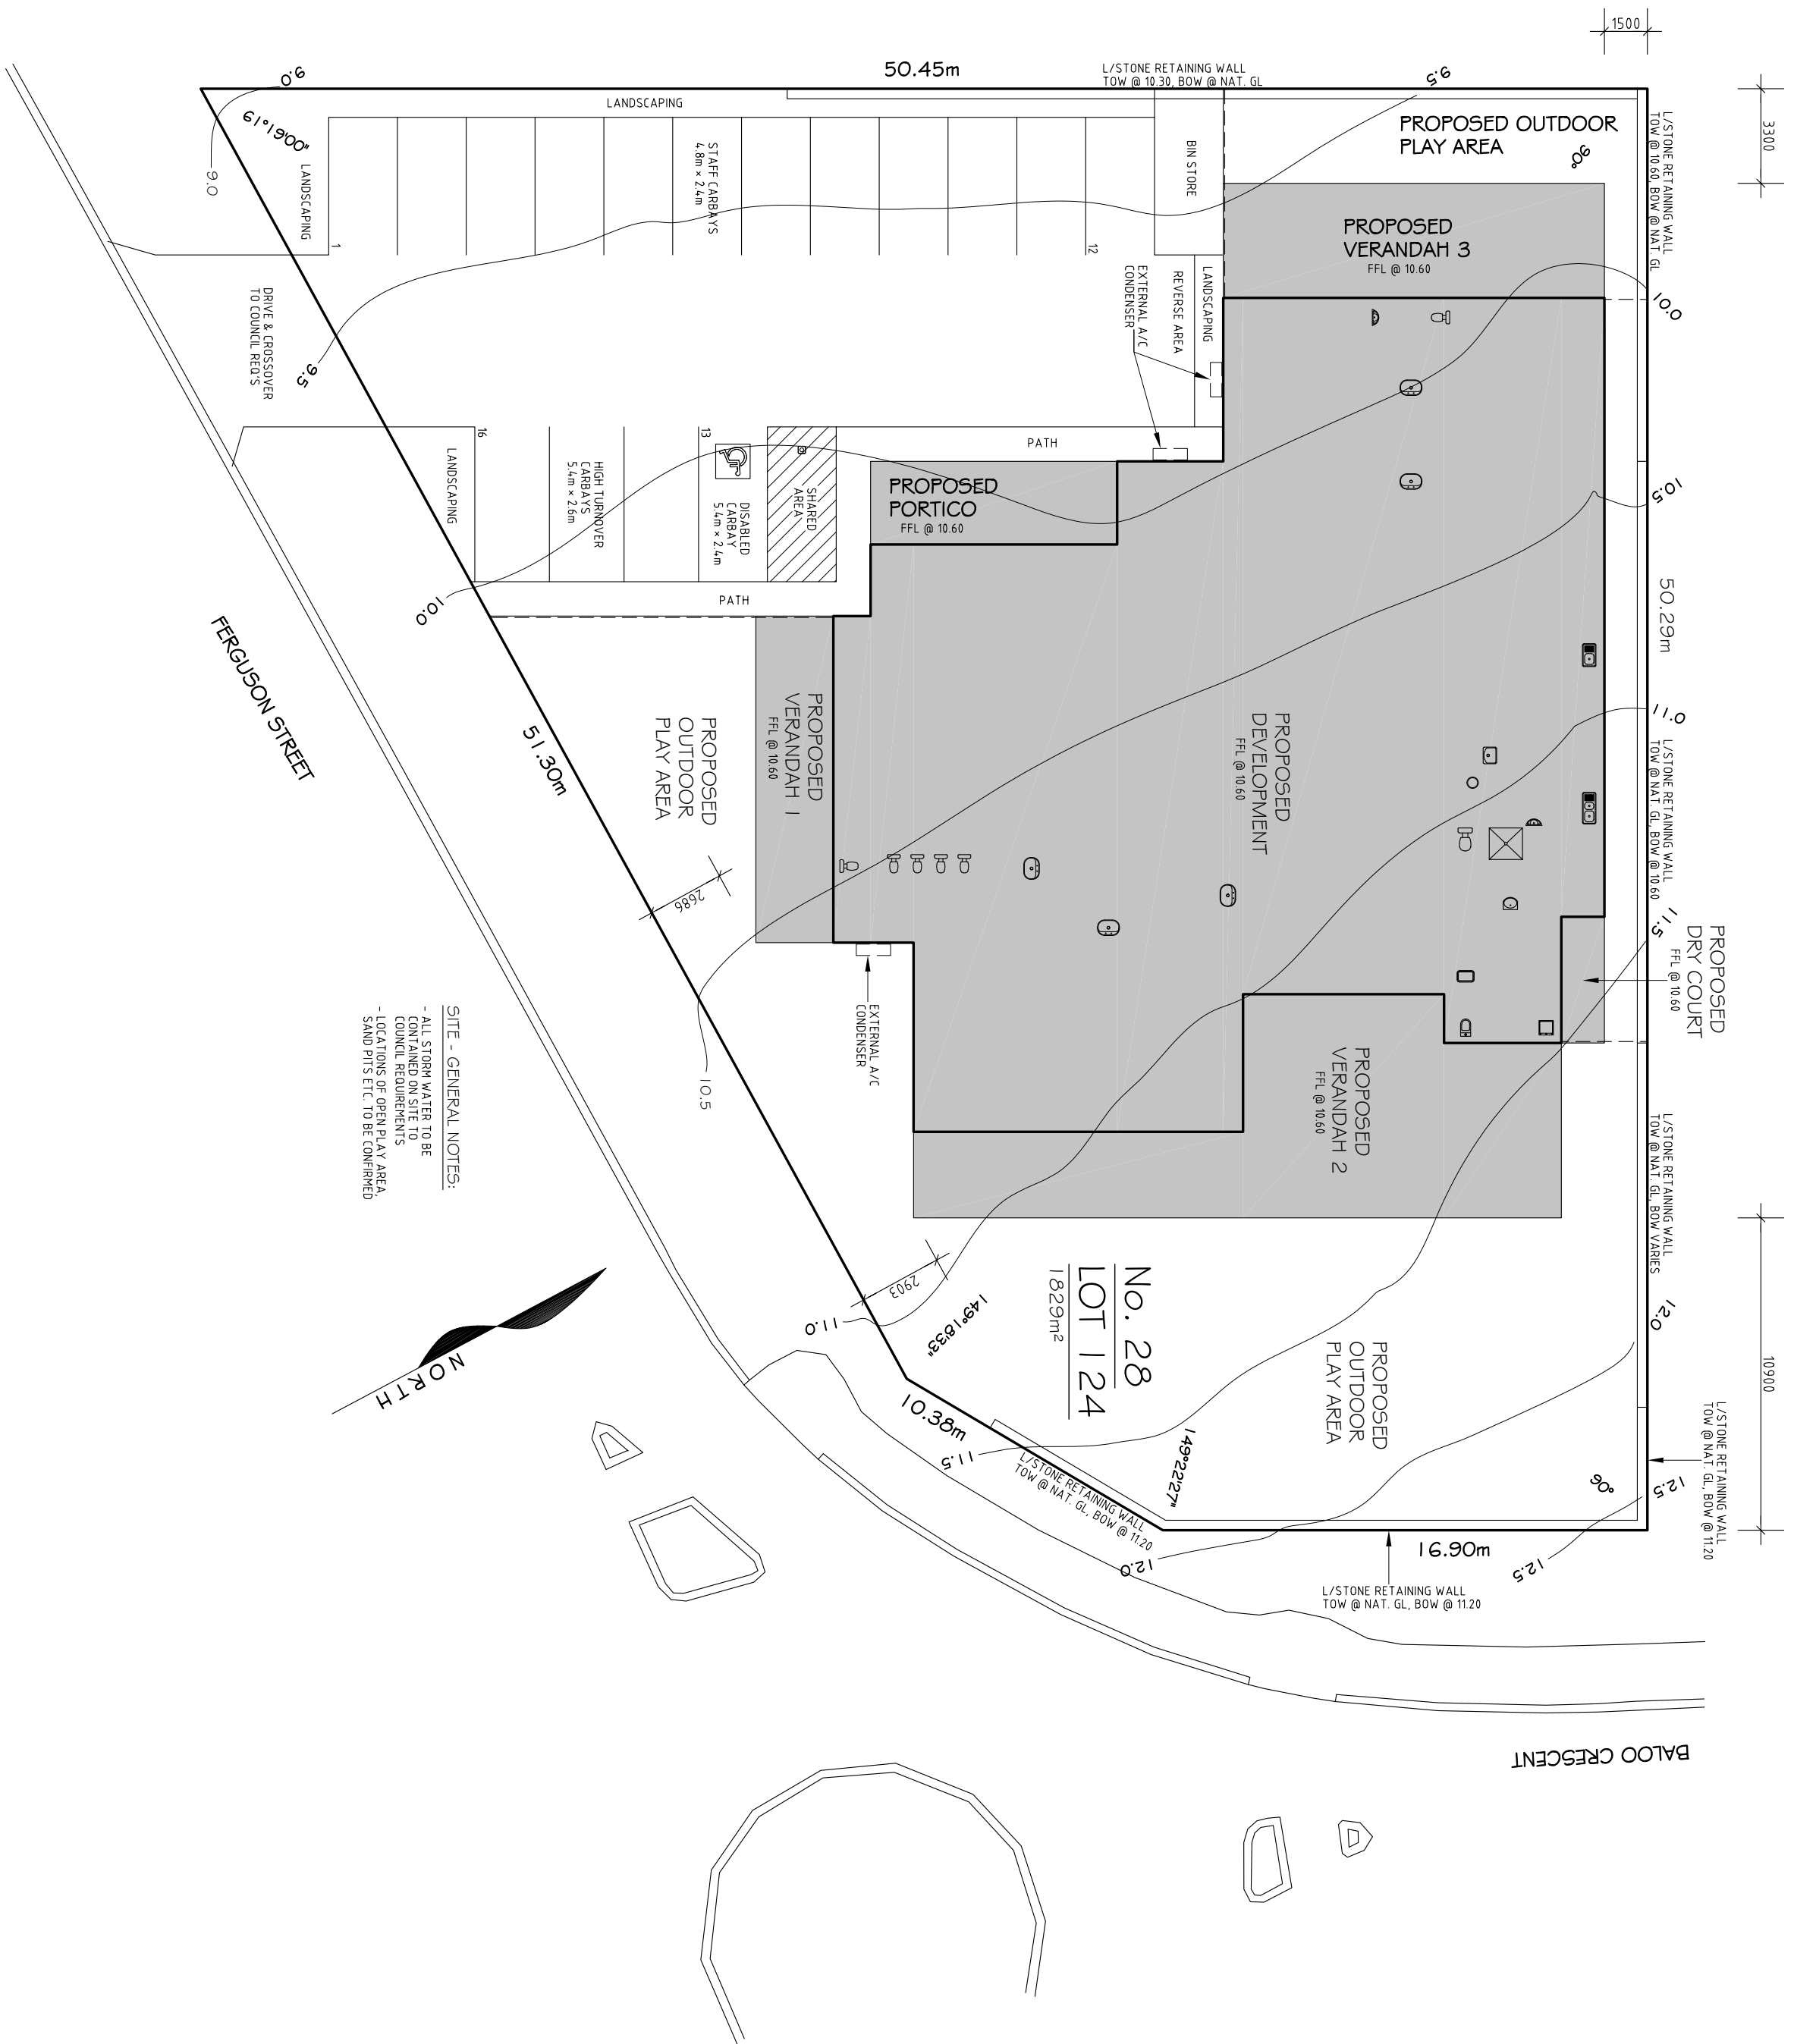 1500
50.45m
L/STONE RETAINING WALL
TOW @ 10.30, BOW @ NAT. GL
9.0
9.5
3300
61°19'00"
LANDSCAPING
PROPOSED OUTDOOR
PLAY AREA
90°
L/STONE RETAINING WALL
TOW @ 10.60, BOW @ NAT. GL
9.0
LANDSCAPING
STAFF CARBAYS
4.8m x 2.4m
BIN STORE
1
12
PROPOSED
VERANDAH 3
FFL @ 10.60
DRIVE & CROSSOVER
TO COUNCIL REQ'S
9.5
EXTERNAL A/C
CONDENSER
REVERSE AREA
LANDSCAPING
10.0
16
13
PATH
LANDSCAPING
HIGH TURNOVER
CARBAYS
5.4m x 2.6m
DISABLED
CARBAY
5.4m x 2.4m
SHARED
AREA
PROPOSED
PORTICO
FFL @ 10.60
10.5
10.0
PATH
50.29m
FERGUSON STREET
51.30m
PROPOSED
OUTDOOR
PLAY AREA
PROPOSED
VERANDAH 1
FFL @ 10.60
PROPOSED
DEVELOPMENT
FFL @ 10.60
11.0
L/STONE RETAINING WALL
TOW @ NAT. GL, BOW @ 10.60
2686
11.5
PROPOSED
DRY COURT
FFL @ 10.60
EXTERNAL A/C
CONDENSER
10.5
SITE - GENERAL NOTES:
- ALL STORM WATER TO BE
CONTAINED ON SITE TO
COUNCIL REQUIREMENTS
- LOCATIONS OF OPEN PLAY AREA,
SAND PITS ETC. TO BE CONFIRMED
PROPOSED
VERANDAH 2
FFL @ 10.60
L/STONE RETAINING WALL
TOW @ NAT. GL, BOW VARIES
2903
11.0
149°18'33"
No. 28
LOT 124
1829m²
12.0
10900
NORTH
10.38m
PROPOSED
OUTDOOR
PLAY AREA
11.5
L/STONE RETAINING WALL
TOW @ NAT. GL, BOW @ 11.20
149°22'27"
90°
12.5
L/STONE RETAINING WALL
TOW @ NAT. GL, BOW @ 11.20
12.0
16.90m
12.5
L/STONE RETAINING WALL
TOW @ NAT. GL, BOW @ 11.20
BALOO CRESCENT